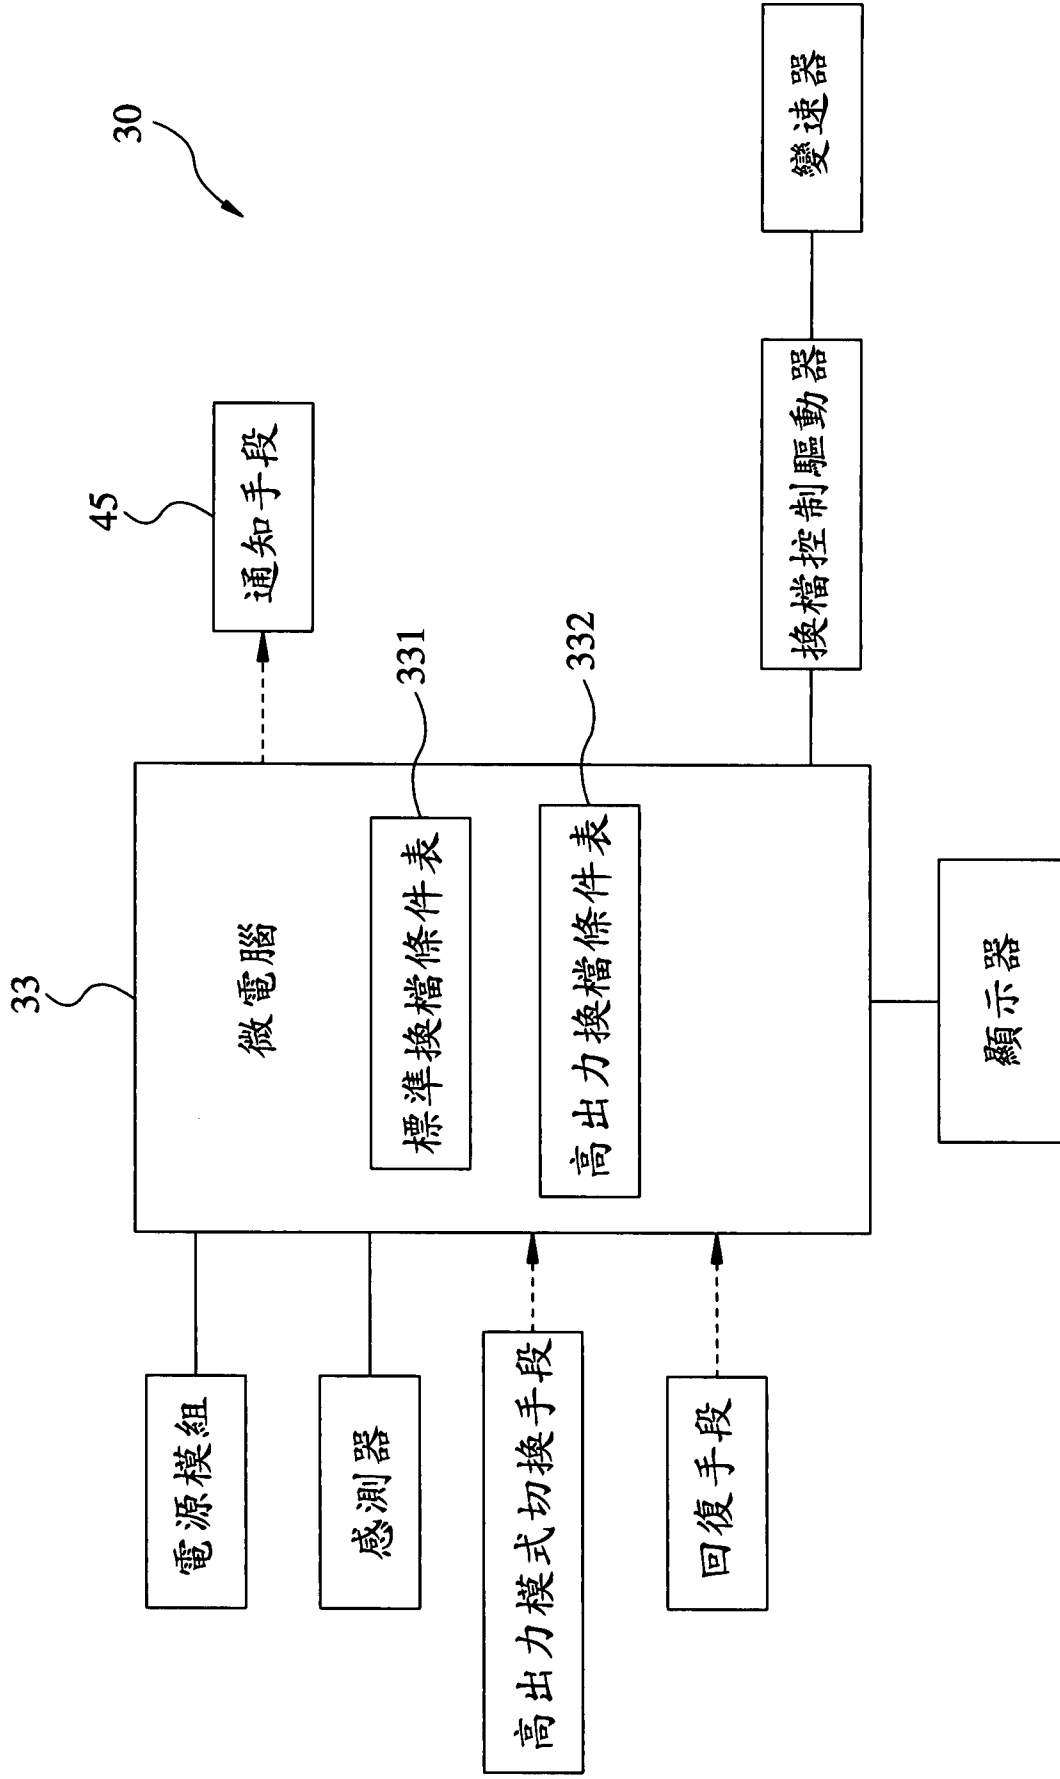 30
33
微電腦
45
通知手段
電源模組
標準換檔條件表
331
感測器
高出力換檔條件表
332
高出力模式切換手段
回復手段
換檔控制驅動器
變速器
顯示器